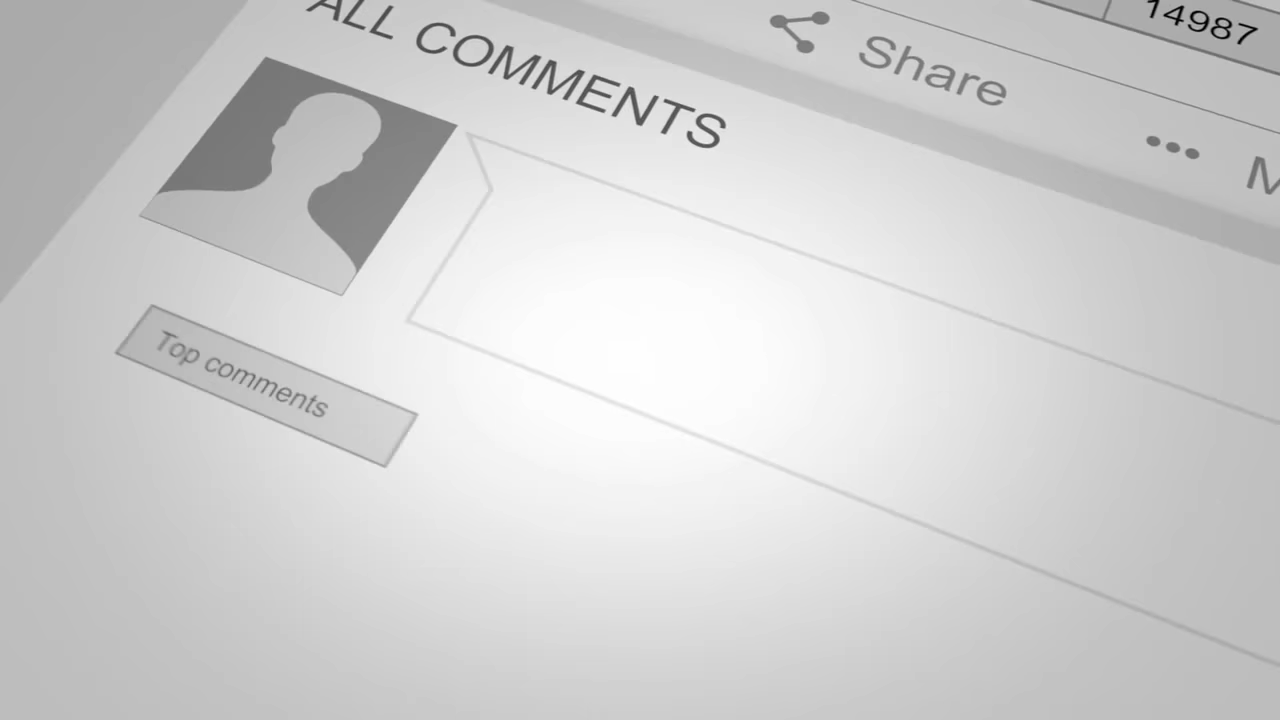 14987
Share
••• M
ALL COMMENTS
Top comments